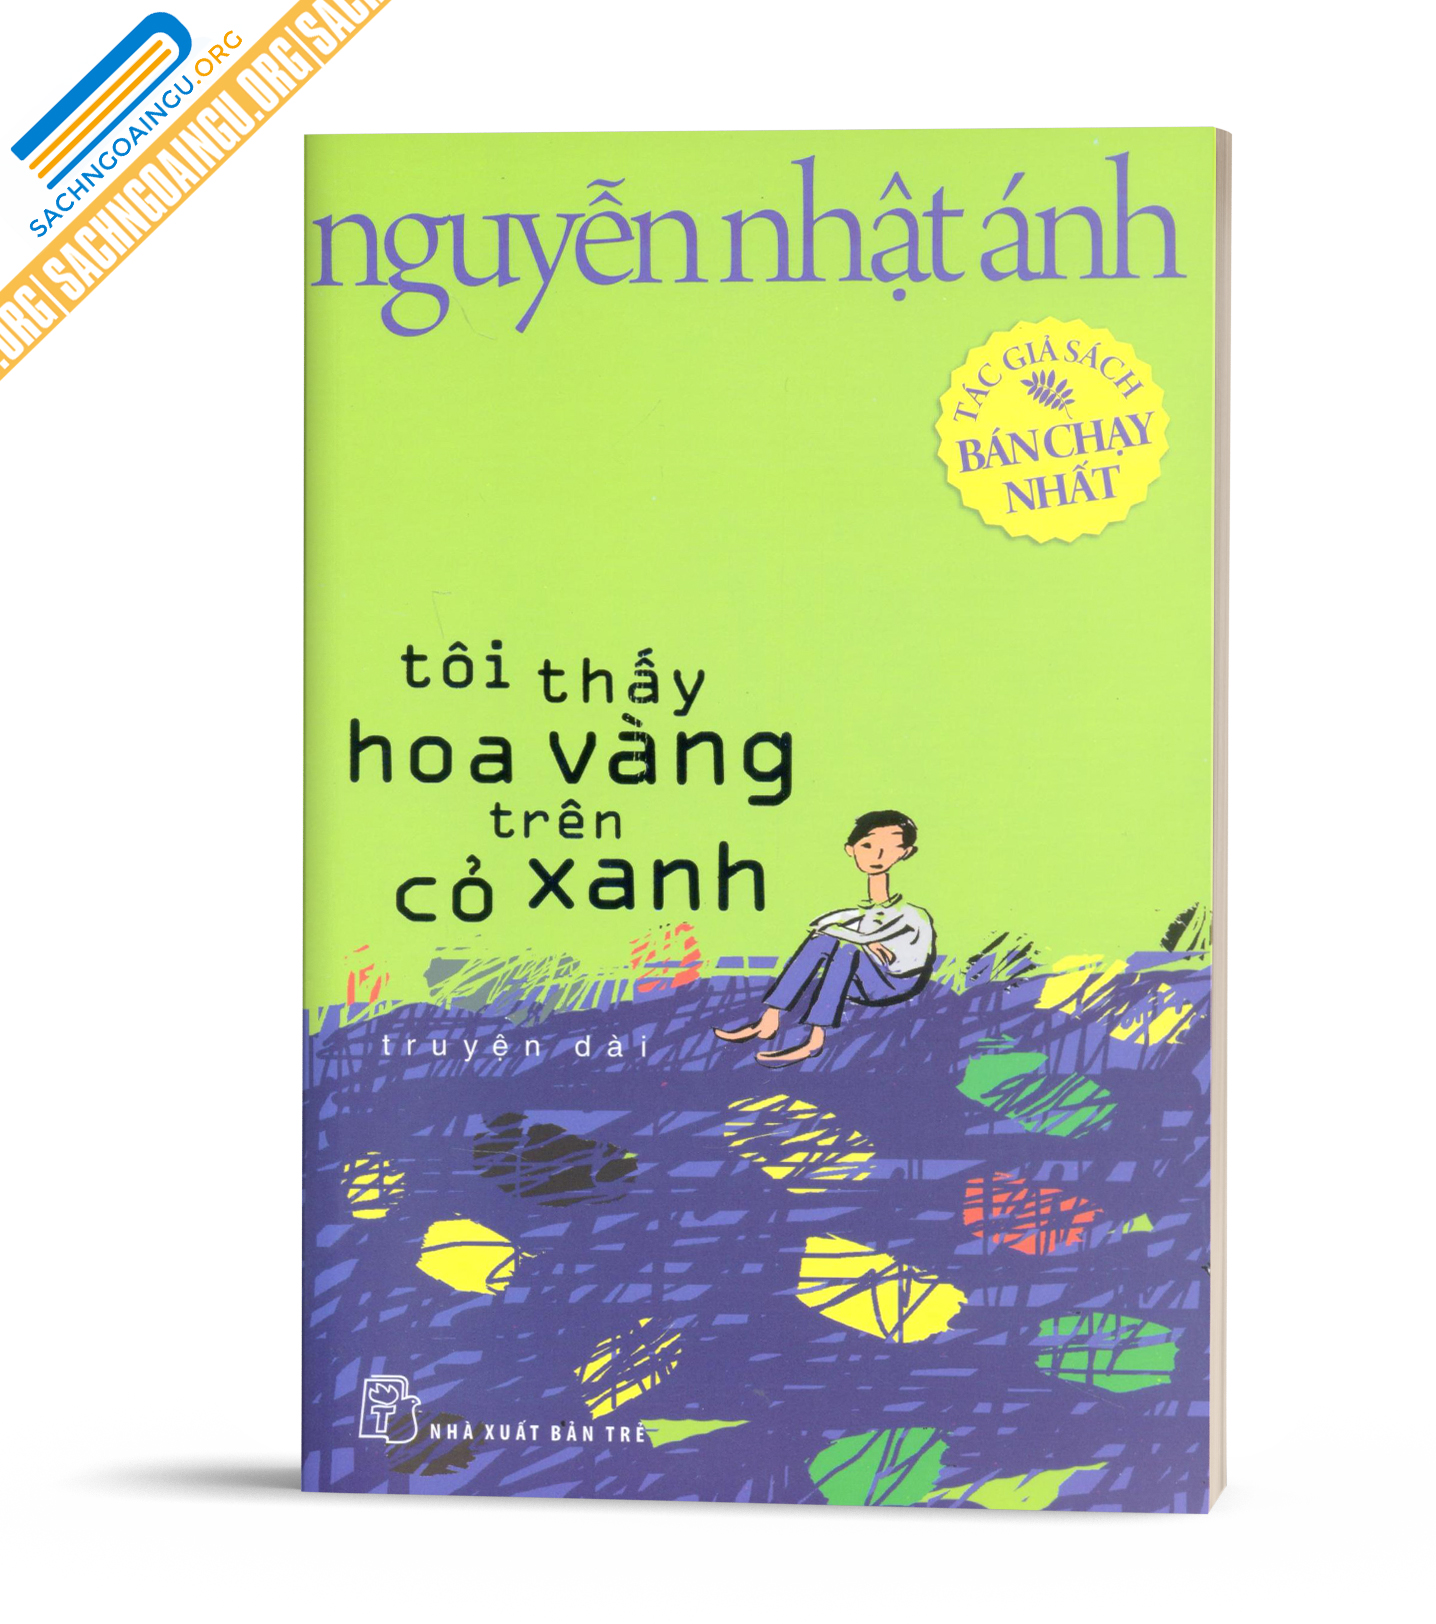 SACHNGOAINGU.ORG
.ORG| SACHNGOAINGU.ORG|SACH
nguyễn nhật ánh
TÁC GIẢ SÁCH
BÁN CHẠY
NHẤT
tôi thấy
hoa vàng
trên
cỏ xanh
truyện dài
T
NHÀ XUẤT BẢN TRẺ